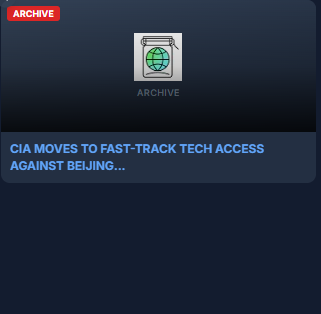 ARCHIVE
ARCHIVE
CIA MOVES TO FAST-TRACK TECH ACCESS
AGAINST BEIJING...